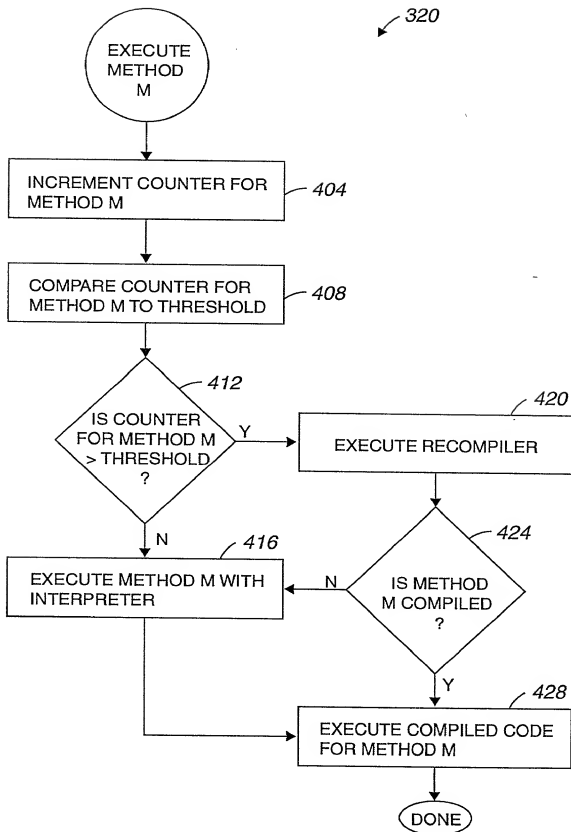 320
EXECUTE
METHOD
M
INCREMENT COUNTER FOR
METHOD M
404
COMPARE COUNTER FOR
METHOD M TO THRESHOLD
408
412
IS COUNTER
FOR METHOD M
> THRESHOLD
?
Y
N
420
EXECUTE RECOMPILER
424
IS METHOD
M COMPILED
?
N
Y
416
EXECUTE METHOD M WITH
INTERPRETER
428
EXECUTE COMPILED CODE
FOR METHOD M
DONE